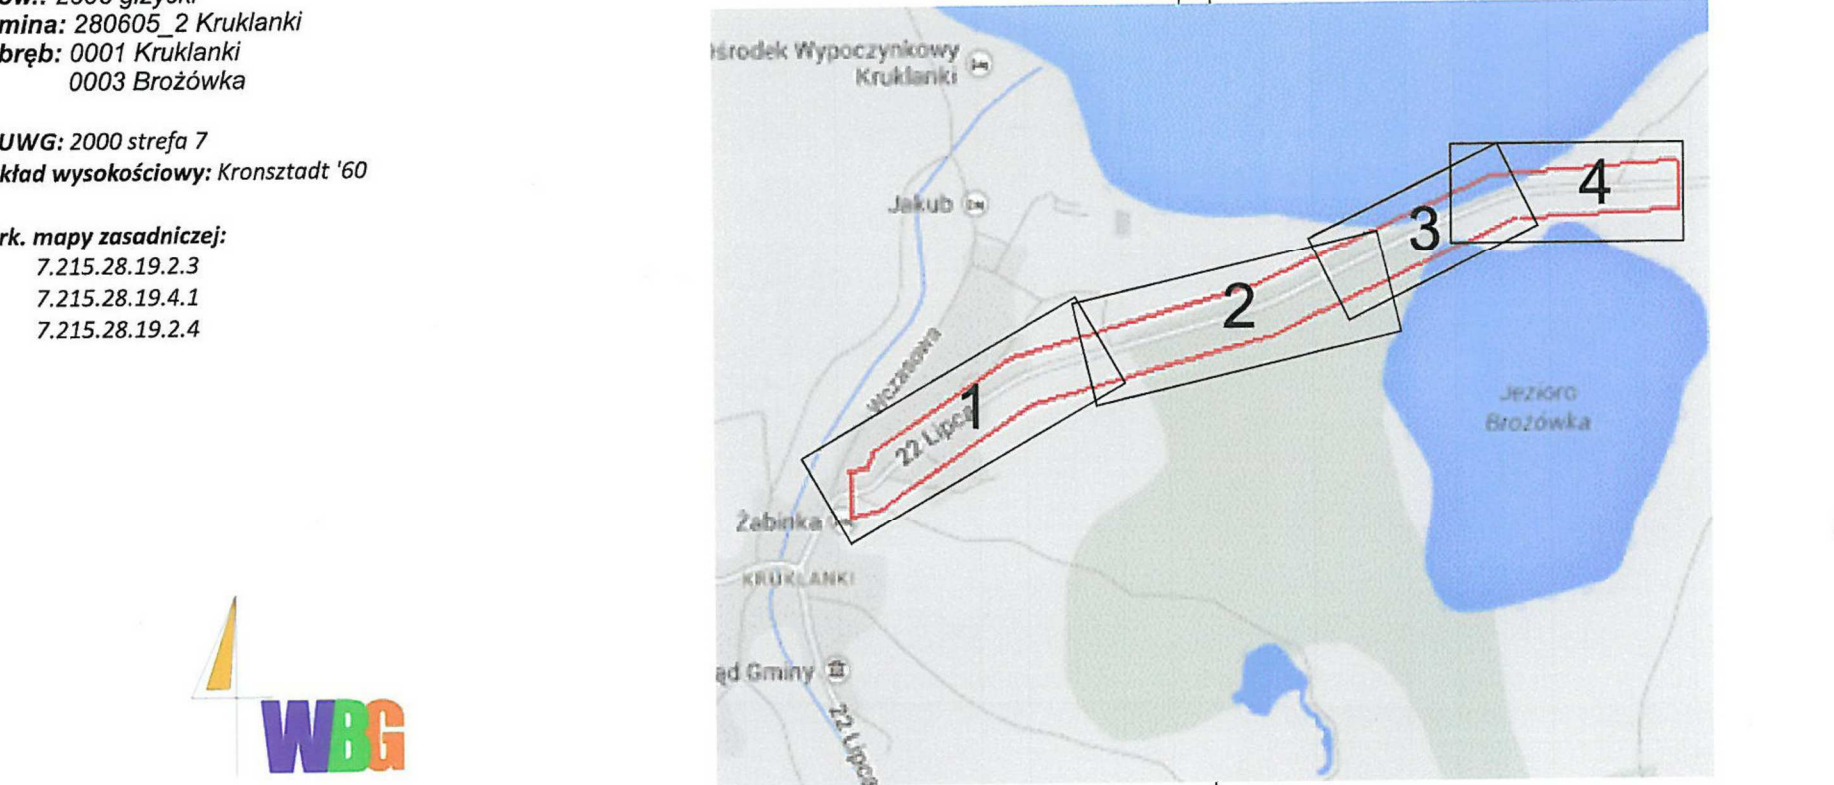 mina: 280605_2 Kruklanki
bręb: 0001 Kruklanki
0003 Brożówka
UWG: 2000 strefa 7
kład wysokościowy: Kronsztadt '60
rk. mapy zasadniczej:
7.215.28.19.2.3
7.215.28.19.4.1
7.215.28.19.2.4
WBG
środek Wypoczynkowy
Kruklanki
Jakub
Wczasowa
22 Lipca
1
2
3
4
Jezioro
Brożówka
Żabinka
KRUKLANKI
ąd Gminy
22 Lipca